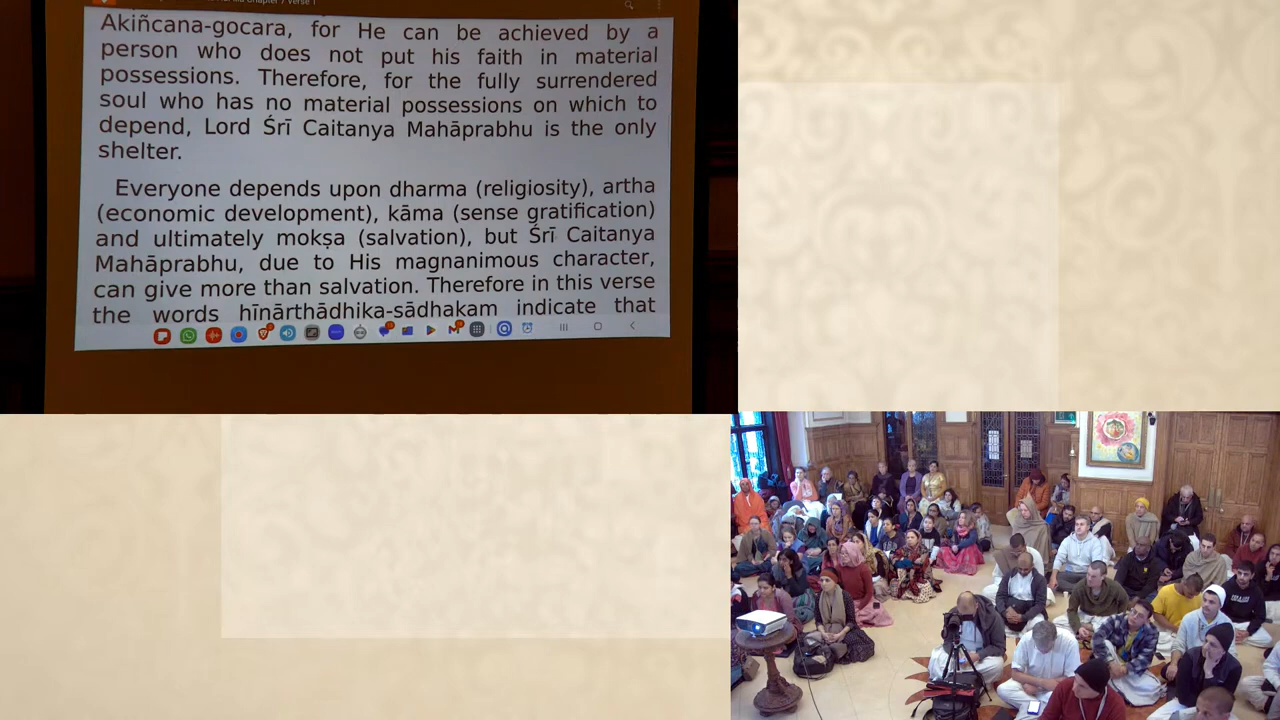 Akiñcana-gocara, for He can be achieved by a
person who does not put his faith in material
possessions. Therefore, for the fully surrendered
soul who has no material possessions on which to
depend, Lord Śrī Caitanya Mahāprabhu is the only
shelter.
Everyone depends upon dharma (religiosity), artha
(economic development), kāma (sense gratification)
and ultimately mokṣa (salvation), but Śrī Caitanya
Mahāprabhu, due to His magnanimous character,
can give more than salvation. Therefore in this verse
the words hīnārthādhika-sādhakam indicate that